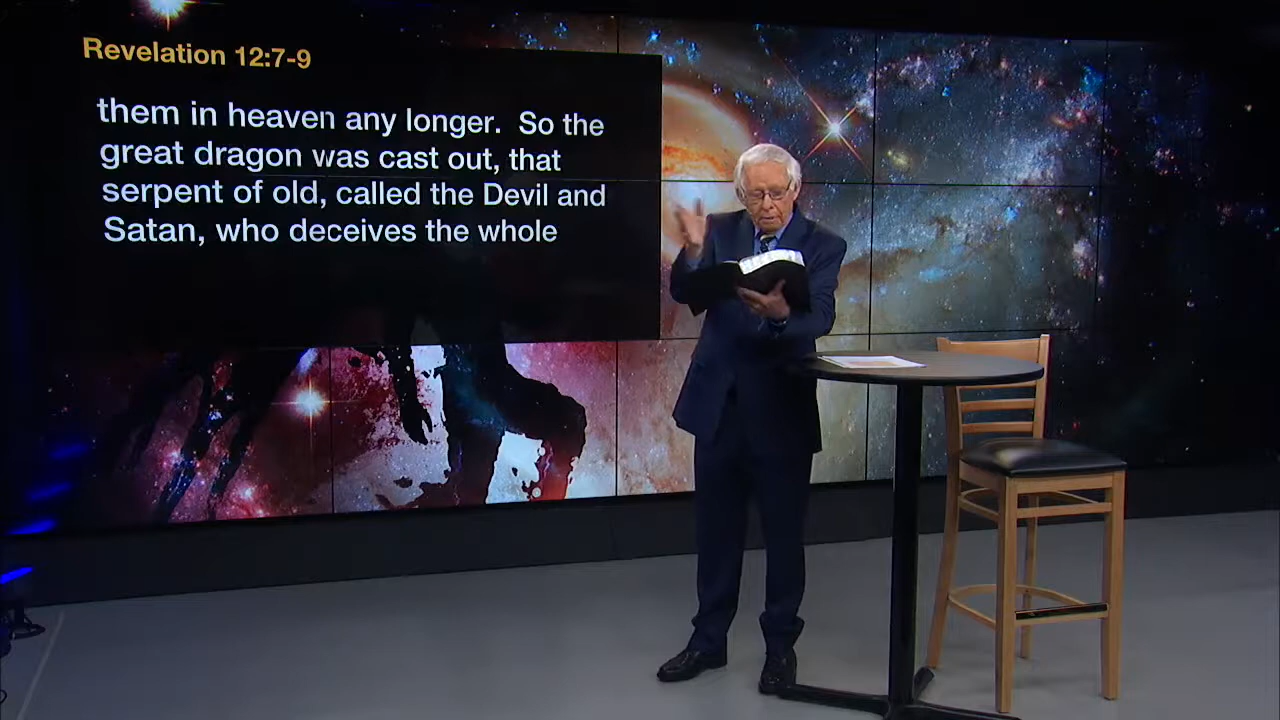 Revelation 12:7-9
them in heaven any longer.  So the
great dragon was cast out, that
serpent of old, called the Devil and
Satan, who deceives the whole